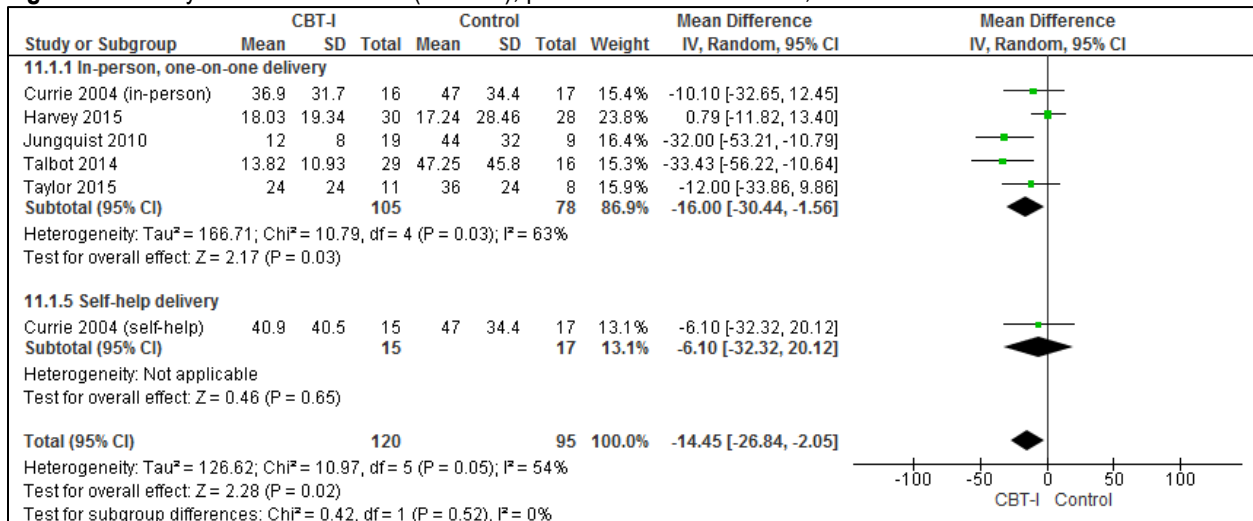 CBT-I Control Mean Difference Mean Difference
Study or Subgroup Mean SD Total Mean SD Total Weight IV, Random, 95% CI IV, Random, 95% CI
11.1.1 In-person, one-on-one delivery
Currie 2004 (in-person) 36.9 31.7 16 47 34.4 17 15.4% -10.10 [-32.65, 12.45]
Harvey 2015 18.03 19.34 30 17.24 28.46 28 23.8% 0.79 [-11.82, 13.40]
Jungquist 2010 12 8 19 44 32 9 16.4% -32.00 [-53.21, -10.79]
Talbot 2014 13.82 10.93 29 47.25 45.8 16 15.3% -33.43 [-56.22, -10.64]
Taylor 2015 24 24 11 36 24 8 15.9% -12.00 [-33.86, 9.86]
Subtotal (95% CI) 105 78 86.9% -16.00 [-30.44, -1.56]
Heterogeneity: Tau² = 166.71; Chi² = 10.79, df = 4 (P = 0.03); I² = 63%
Test for overall effect: Z = 2.17 (P = 0.03)
11.1.5 Self-help delivery
Currie 2004 (self-help) 40.9 40.5 15 47 34.4 17 13.1% -6.10 [-32.32, 20.12]
Subtotal (95% CI) 15 17 13.1% -6.10 [-32.32, 20.12]
Heterogeneity: Not applicable
Test for overall effect: Z = 0.46 (P = 0.65)
Total (95% CI) 120 95 100.0% -14.45 [-26.84, -2.05]
Heterogeneity: Tau² = 126.62; Chi² = 10.97, df = 5 (P = 0.05); I² = 54%
Test for overall effect: Z = 2.28 (P = 0.02)
Test for subgroup differences: Chi² = 0.42, df = 1 (P = 0.52), I² = 0%
-100 -50 0 50 100
CBT-I Control